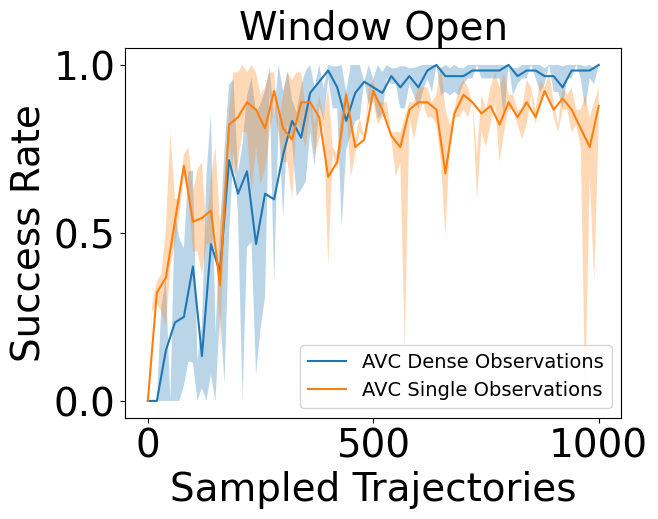 Window Open
1.0
0.5
0.0
Success Rate
AVC Dense Observations
AVC Single Observations
0
500
1000
Sampled Trajectories